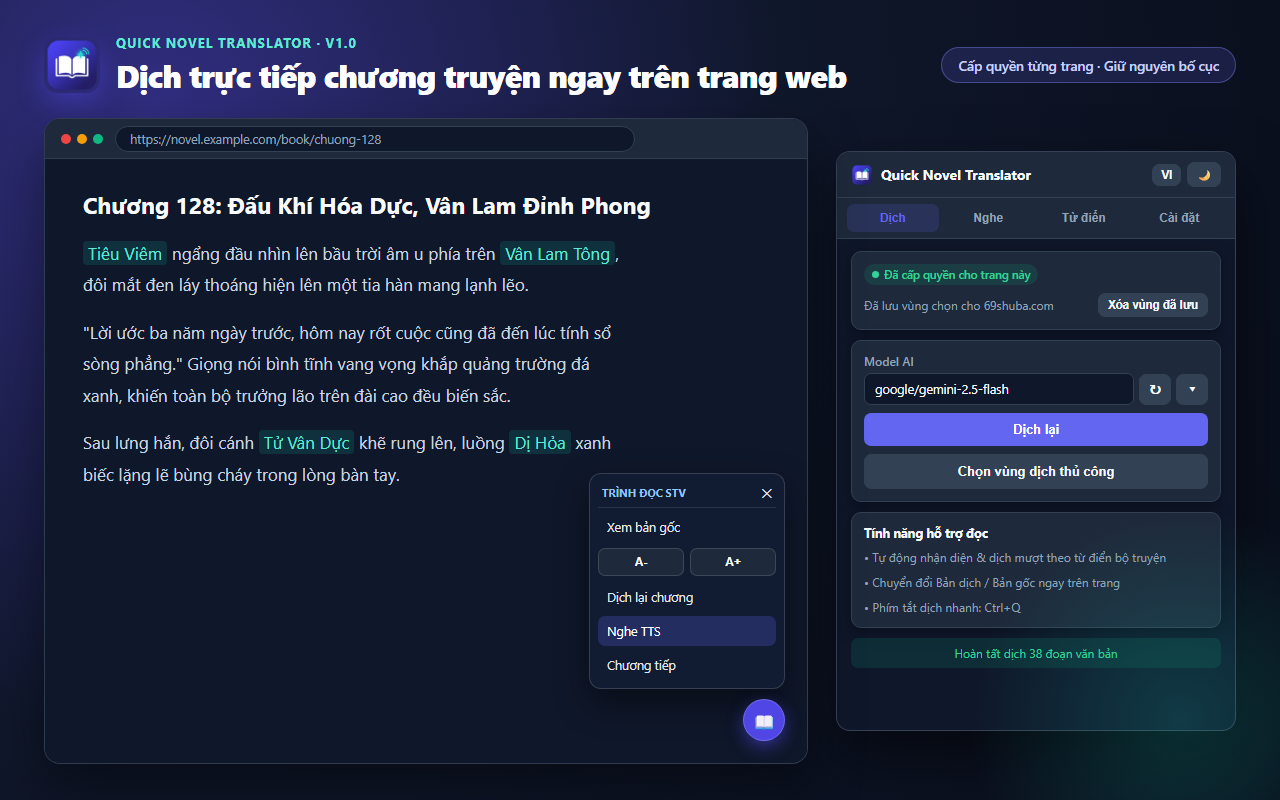 QUICK NOVEL TRANSLATOR · V1.0
Dịch trực tiếp chương truyện ngay trên trang web
Cấp quyền từng trang · Giữ nguyên bố cục
https://novel.example.com/book/chuong-128
Chương 128: Đấu Khí Hóa Dực, Vân Lam Đỉnh Phong
Tiêu Viêm ngẩng đầu nhìn lên bầu trời âm u phía trên Vân Lam Tông,
đôi mắt đen láy thoáng hiện lên một tia hàn mang lạnh lẽo.
"Lời ước ba năm ngày trước, hôm nay rốt cuộc cũng đã đến lúc tính sổ
sòng phẳng." Giọng nói bình tĩnh vang vọng khắp quảng trường đá
xanh, khiến toàn bộ trưởng lão trên đài cao đều biến sắc.
Sau lưng hắn, đôi cánh Tử Vân Dực khẽ rung lên, luồng Dị Hỏa xanh
biếc lặng lẽ bùng cháy trong lòng bàn tay.
TRÌNH ĐỌC STV
Xem bản gốc
A- A+
Dịch lại chương
Nghe TTS
Chương tiếp
Quick Novel Translator VI
Dịch Nghe Từ điển Cài đặt
Đã cấp quyền cho trang này
Đã lưu vùng chọn cho 69shuba.com Xóa vùng đã lưu
Model AI
google/gemini-2.5-flash
Dịch lại
Chọn vùng dịch thủ công
Tính năng hỗ trợ đọc
• Tự động nhận diện & dịch mượt theo từ điển bộ truyện
• Chuyển đổi Bản dịch / Bản gốc ngay trên trang
• Phím tắt dịch nhanh: Ctrl+Q
Hoàn tất dịch 38 đoạn văn bản